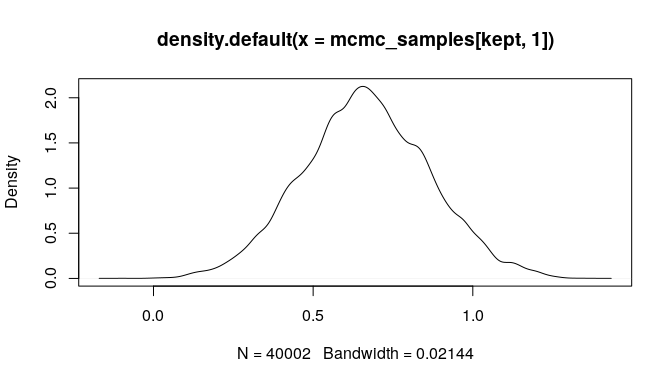 density.default(x = mcmc_samples[kept, 1])
Density
2.0
1.5
1.0
0.5
0.0
0.0 0.5 1.0
N = 40002 Bandwidth = 0.02144